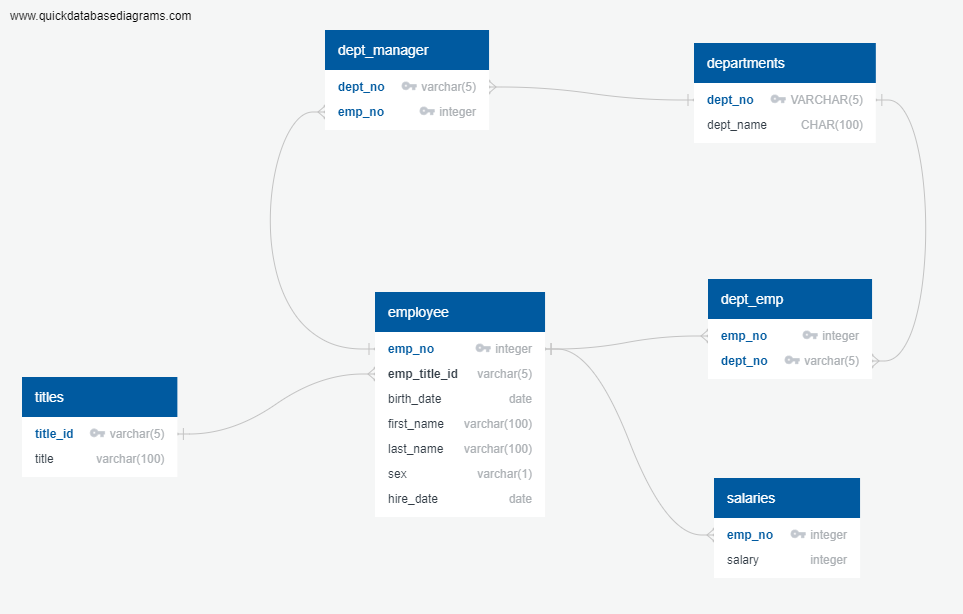 www.quickdatabasediagrams.com
dept_manager
dept_no varchar(5)
emp_no integer
departments
dept_no VARCHAR(5)
dept_name CHAR(100)
employee
emp_no integer
emp_title_id varchar(5)
birth_date date
first_name varchar(100)
last_name varchar(100)
sex varchar(1)
hire_date date
dept_emp
emp_no integer
dept_no varchar(5)
titles
title_id varchar(5)
title varchar(100)
salaries
emp_no integer
salary integer